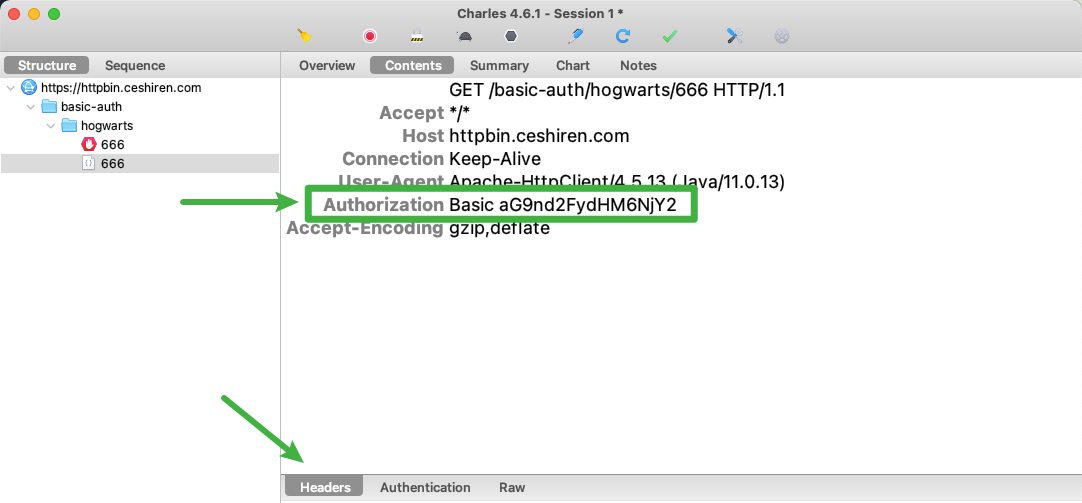 Charles 4.6.1 - Session 1 *
Structure Sequence
Overview Contents Summary Chart Notes
https://httpbin.ceshiren.com
basic-auth
hogwarts
666
666
GET /basic-auth/hogwarts/666 HTTP/1.1
Accept */*
Host httpbin.ceshiren.com
Connection Keep-Alive
User-Agent Apache-HttpClient/4.5.13 (Java/11.0.13)
Authorization Basic aG9nd2FydHM6NjY2
Accept-Encoding gzip,deflate
Headers Authentication Raw